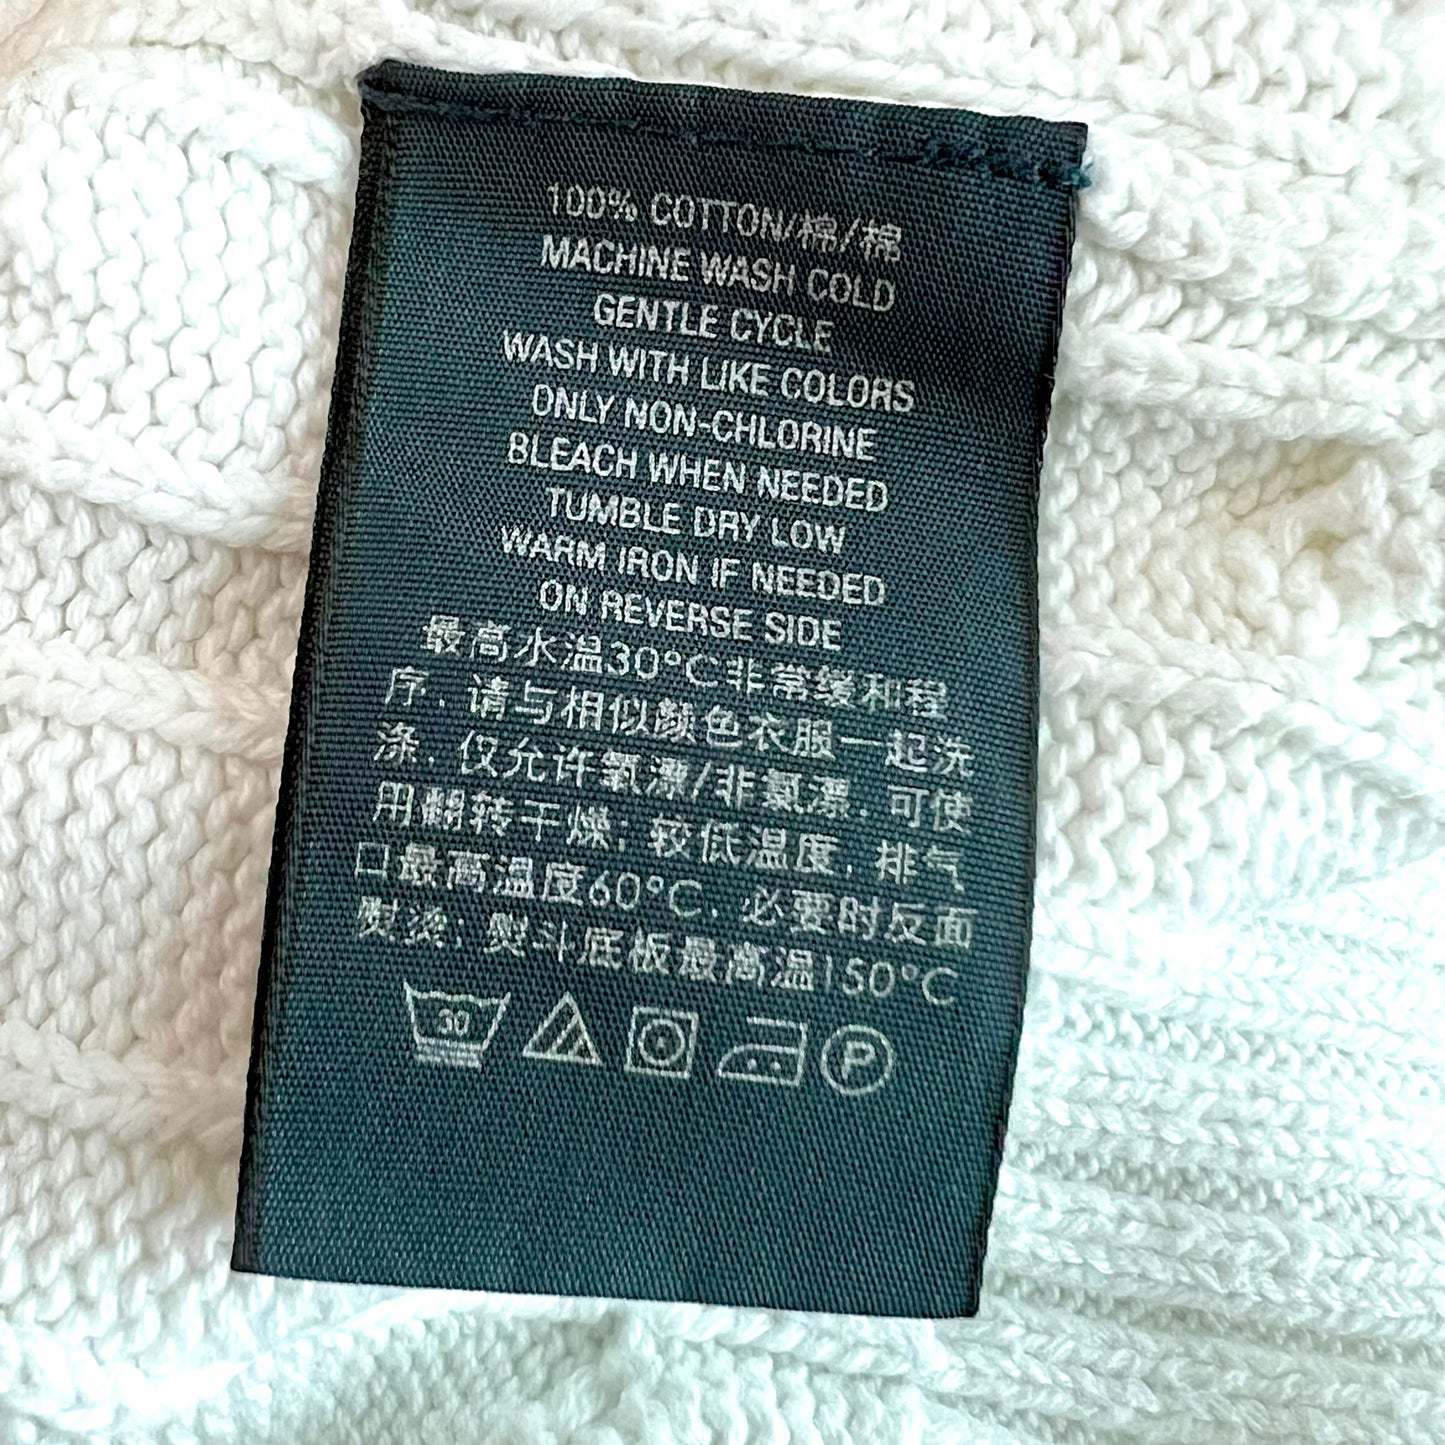 100% COTTON/棉/棉
MACHINE WASH COLD
GENTLE CYCLE
WASH WITH LIKE COLORS
ONLY NON-CHLORINE
BLEACH WHEN NEEDED
TUMBLE DRY LOW
WARM IRON IF NEEDED
ON REVERSE SIDE
最高水温30°C非常缓和程
序. 请与相似颜色衣服一起洗
涤. 仅允许氧漂/非氯漂. 可使
用翻转干燥; 较低温度. 排气
口最高温度60°C. 必要时反面
熨烫; 熨斗底板最高温150°C
30 P